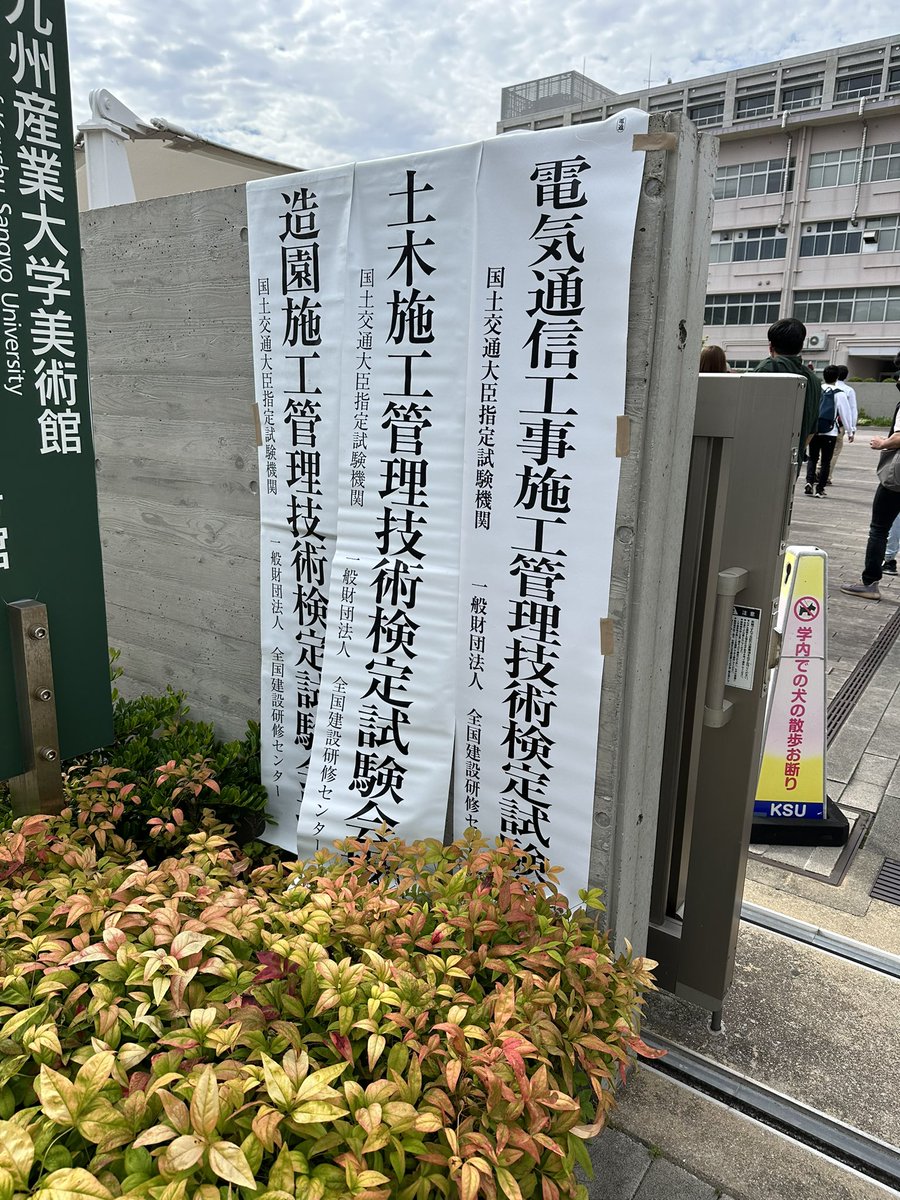 九州産業大学美術館
Kyushu Sangyo University
館
電気通信工事施工管理技術検定試験
国土交通大臣指定試験機関 一般財団法人 全国建設研修セ
土木施工管理技術検定試験会
国土交通大臣指定試験機関 一般財団法人 全国建設研修センター
造園施工管理技術検定試験会
国土交通大臣指定試験機関 一般財団法人 全国建設研修センター
学内での犬の散歩お断り
KSU
注意